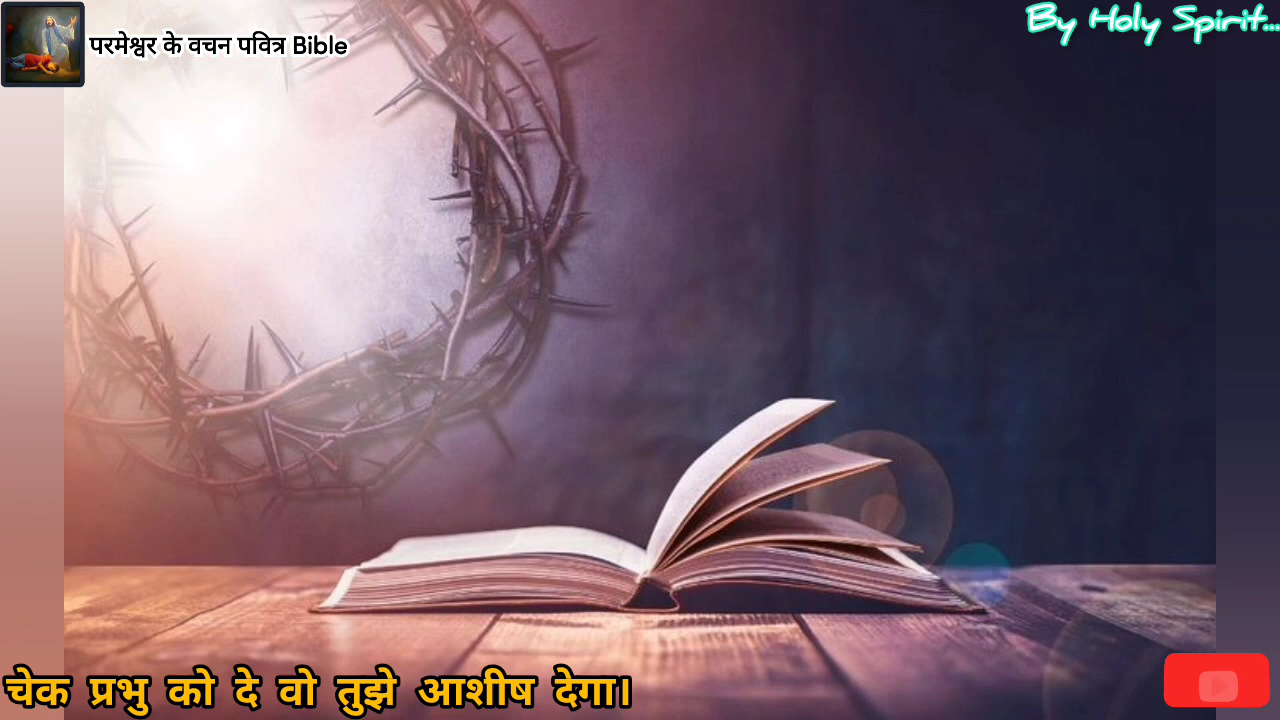 परमेश्वर के वचन पवित्र Bible
By Holy Spirit...
चेक प्रभु को दे वो तुझे आशीष देगा।